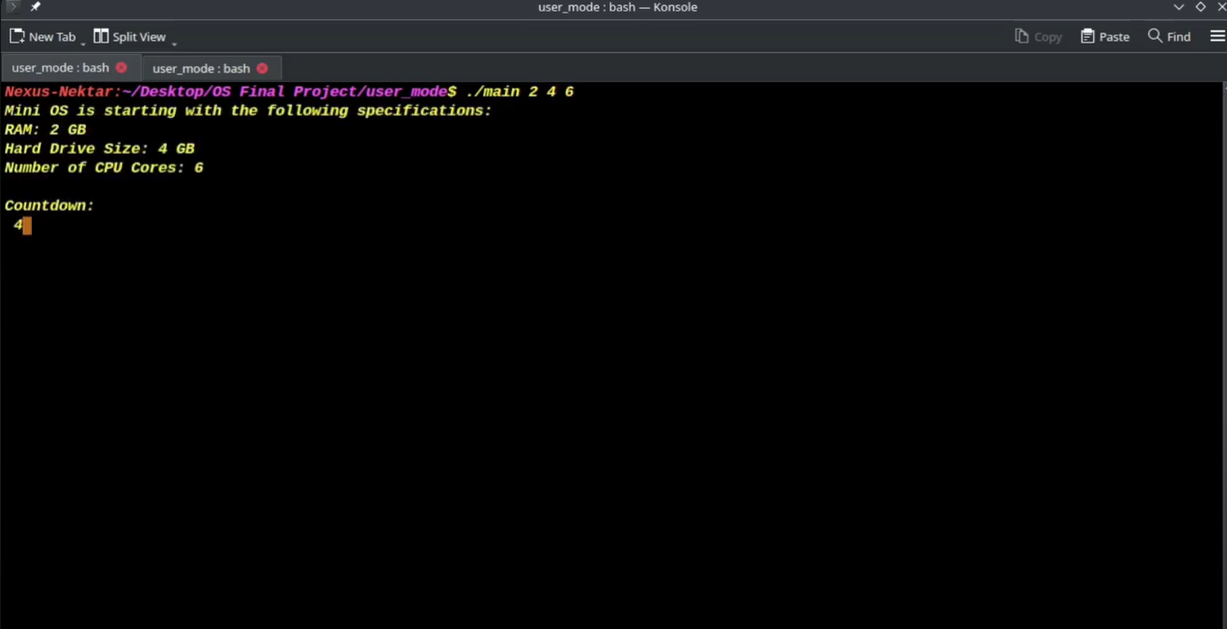 user_mode : bash — Konsole
New Tab Split View Copy Paste Find
user_mode : bash user_mode : bash
Nexus-Nektar:~/Desktop/OS Final Project/user_mode$ ./main 2 4 6
Mini OS is starting with the following specifications:
RAM: 2 GB
Hard Drive Size: 4 GB
Number of CPU Cores: 6
Countdown:
4